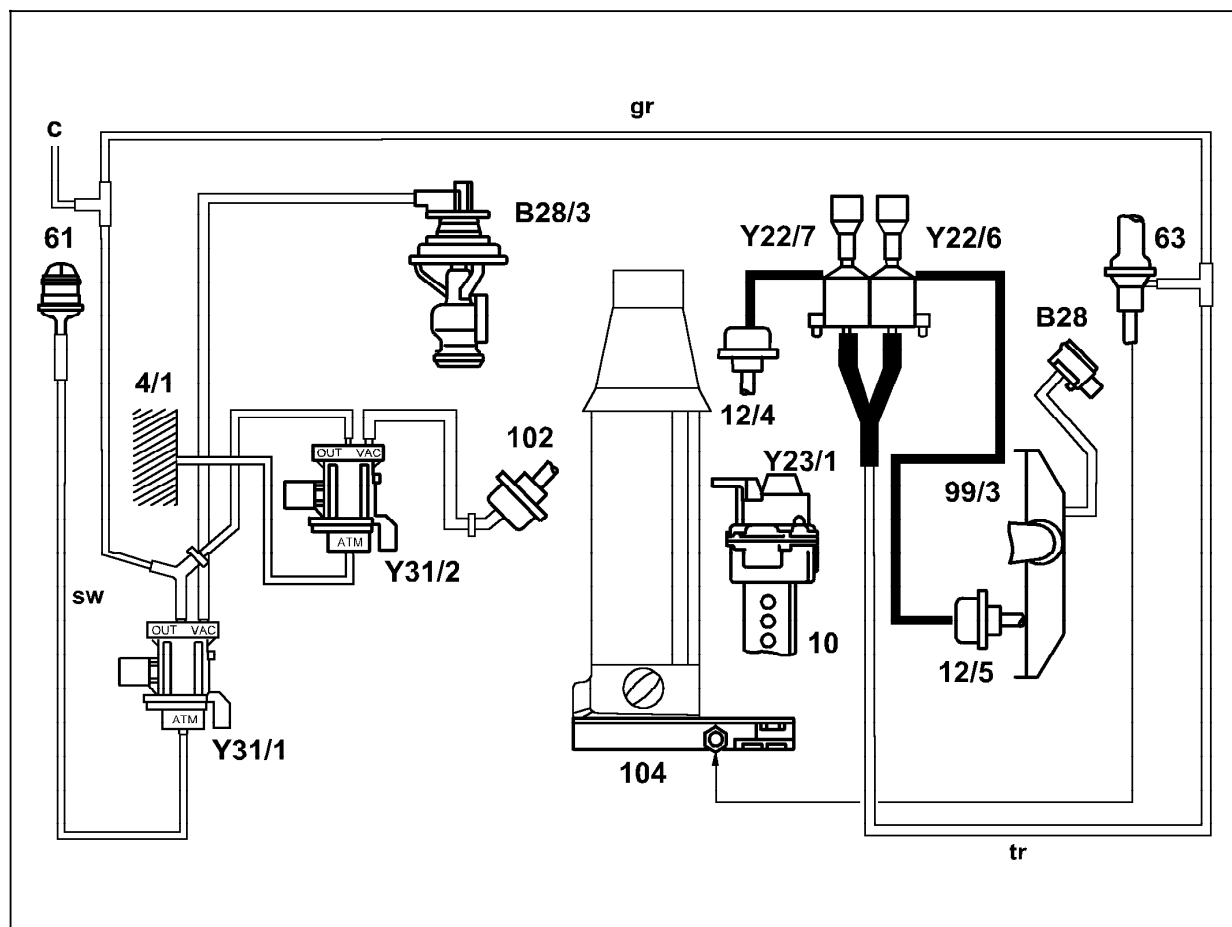 gr
c
61
B28/3
Y22/7
Y22/6
63
B28
4/1
12/4
102
OUT VAC
Y23/1
99/3
ATM
Y31/2
sw
OUT VAC
10
12/5
ATM
Y31/1
104
tr